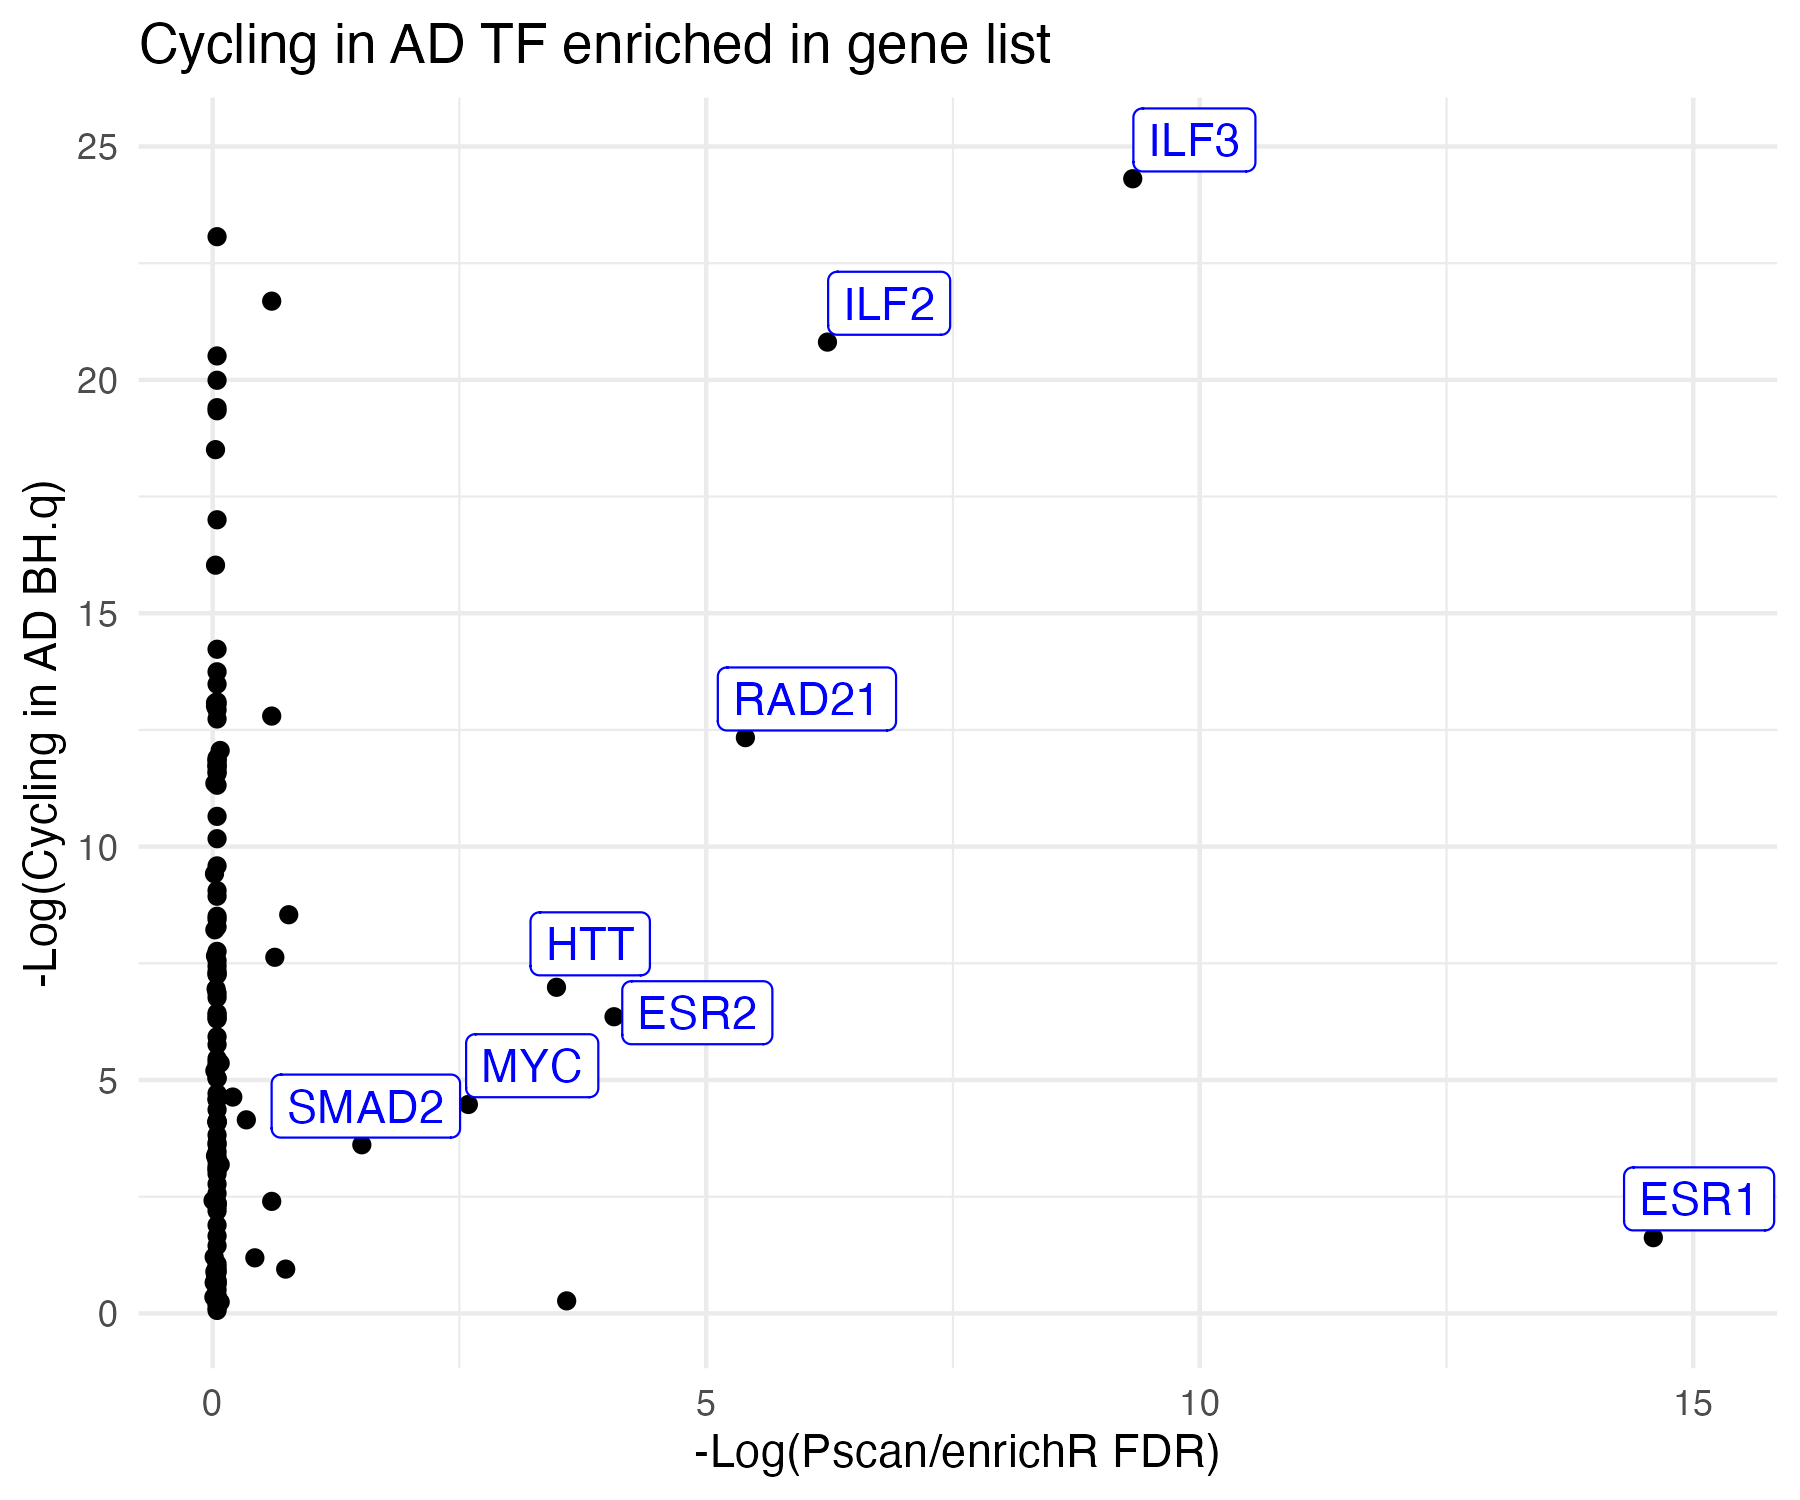 Cycling in AD TF enriched in gene list
-Log(Cycling in AD BH.q)
25
20
15
10
5
0
ILF3
ILF2
RAD21
HTT
ESR2
MYC
SMAD2
ESR1
0
5
10
15
-Log(Pscan/enrichR FDR)